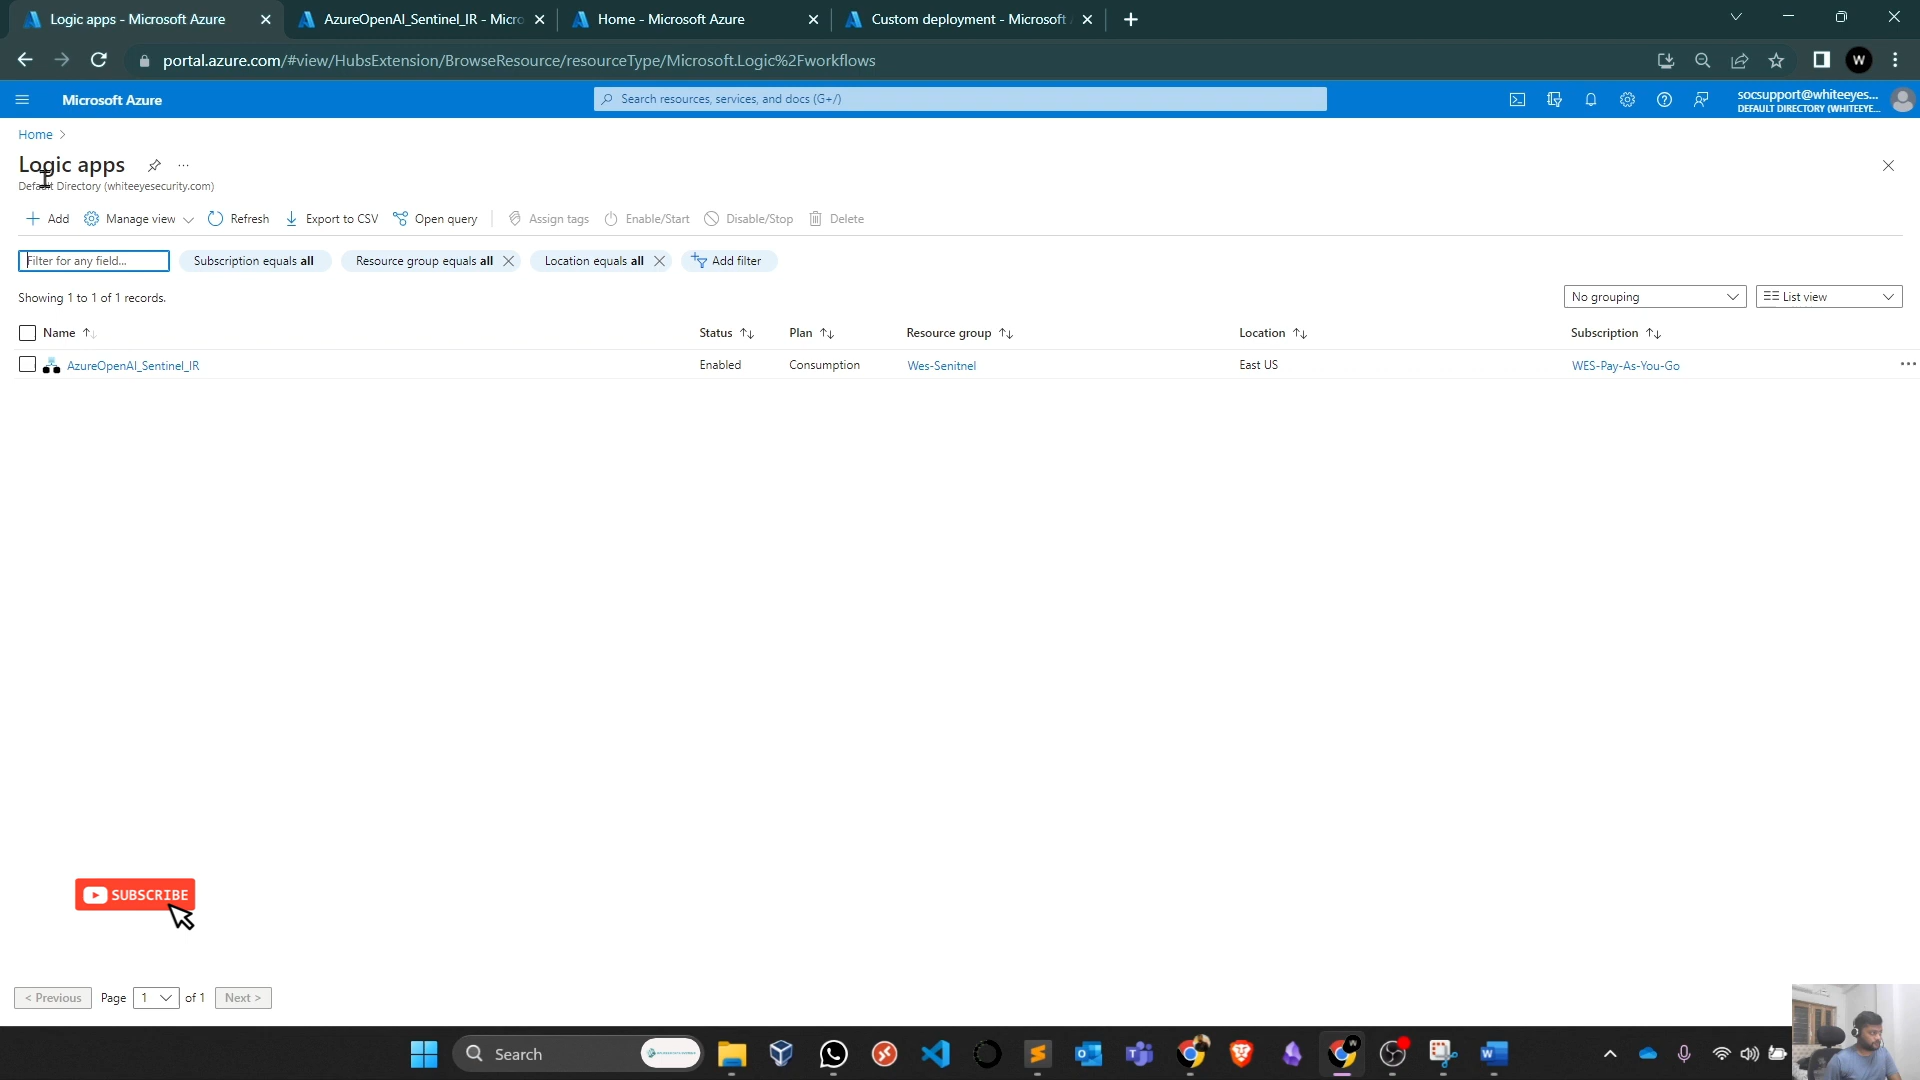 Logic apps - Microsoft Azure
AzureOpenAI_Sentinel_IR - Micro
Home - Microsoft Azure
Custom deployment - Microsoft
portal.azure.com/#view/HubsExtension/BrowseResource/resourceType/Microsoft.Logic%2Fworkflows
W
Microsoft Azure
Search resources, services, and docs (G+/)
socsupport@whiteeyes...
DEFAULT DIRECTORY (WHITEEYE...
Home >
Logic apps ...
Default Directory (whiteeyesecurity.com)
Add Manage view Refresh Export to CSV Open query Assign tags Enable/Start Disable/Stop Delete
Filter for any field... Subscription equals all Resource group equals all Location equals all Add filter
Showing 1 to 1 of 1 records.
No grouping List view
Name Status Plan Resource group Location Subscription
AzureOpenAI_Sentinel_IR Enabled Consumption Wes-Senitnel East US WES-Pay-As-You-Go ...
SUBSCRIBE
< Previous Page 1 of 1 Next >
Search